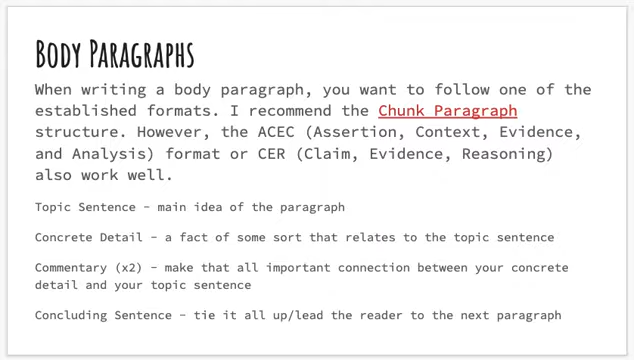 Body Paragraphs
When writing a body paragraph, you want to follow one of the
established formats. I recommend the Chunk Paragraph
structure. However, the ACEC (Assertion, Context, Evidence,
and Analysis) format or CER (Claim, Evidence, Reasoning)
also work well.
Topic Sentence – main idea of the paragraph
Concrete Detail – a fact of some sort that relates to the topic sentence
Commentary (x2) – make that all important connection between your concrete
detail and your topic sentence
Concluding Sentence – tie it all up/lead the reader to the next paragraph